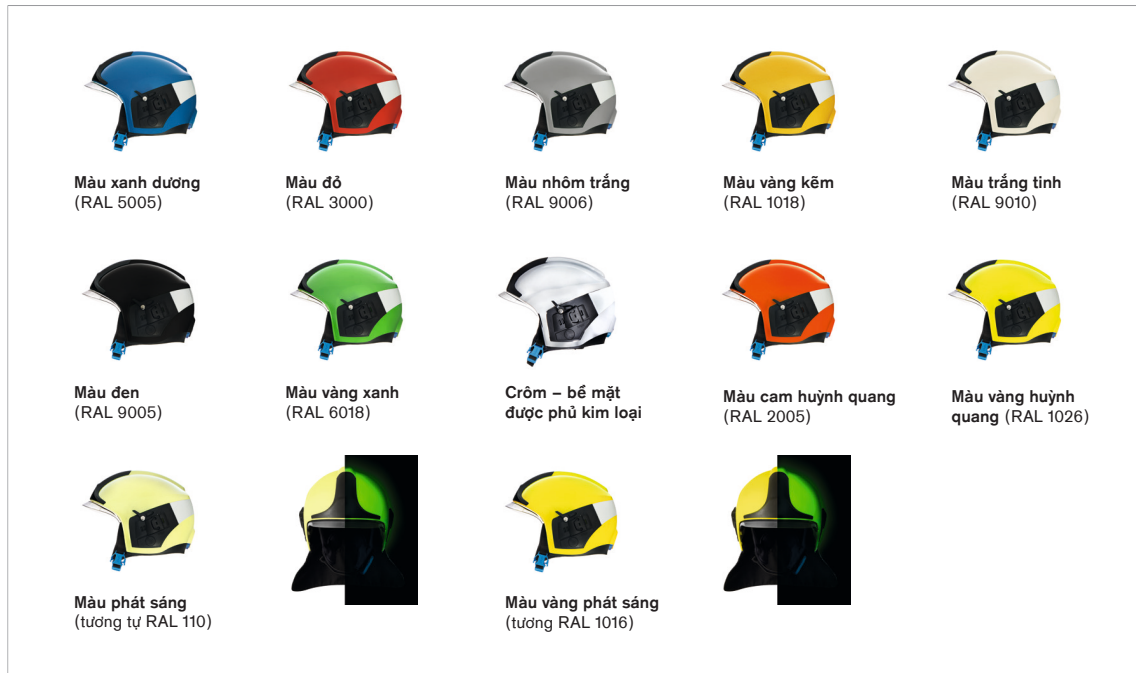 Màu xanh dương
(RAL 5005)
Màu đỏ
(RAL 3000)
Màu nhôm trắng
(RAL 9006)
Màu vàng kẽm
(RAL 1018)
Màu trắng tinh
(RAL 9010)
Màu đen
(RAL 9005)
Màu vàng xanh
(RAL 6018)
Crôm – bề mặt
được phủ kim loại
Màu cam huỳnh quang
(RAL 2005)
Màu vàng huỳnh
quang (RAL 1026)
Màu phát sáng
(tương tự RAL 110)
Màu vàng phát sáng
(tương RAL 1016)